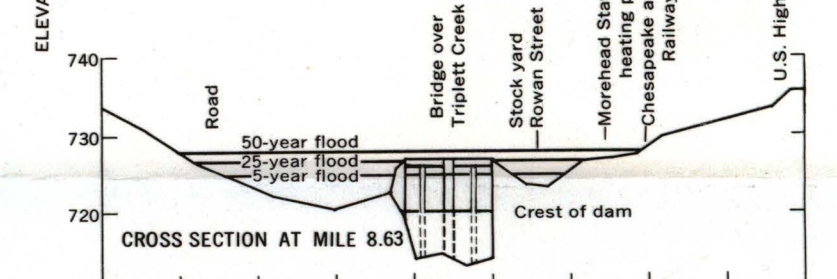 ELEVA
740
730
720
Road
Bridge over
Triplett Creek
Stock yard
Rowan Street
Morehead Sta
heating
Chesapeake a
Railway
U.S. High
50-year flood
25-year flood
5-year flood
Crest of dam
CROSS SECTION AT MILE 8.63